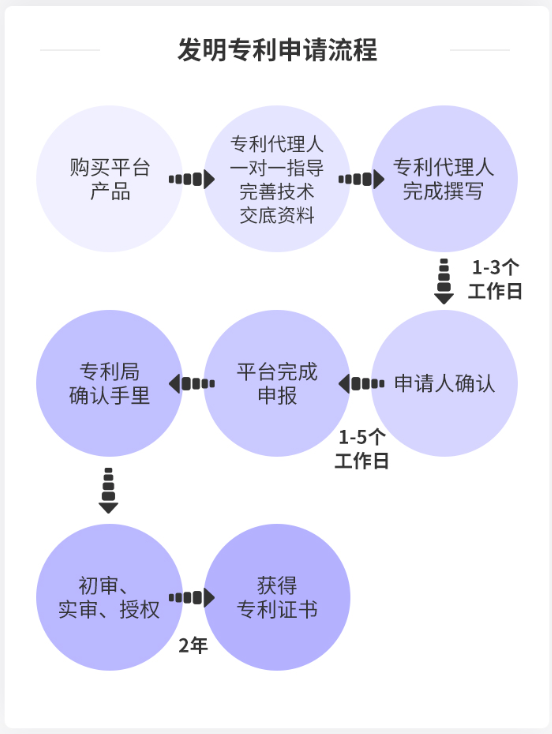 发明专利申请流程
购买平台
产品
专利代理人
一对一指导
完善技术
交底资料
专利代理人
完成撰写
1-3个
工作日
申请人确认
1-5个
工作日
平台完成
申报
专利局
确认手里
初审、
实审、授权
2年
获得
专利证书